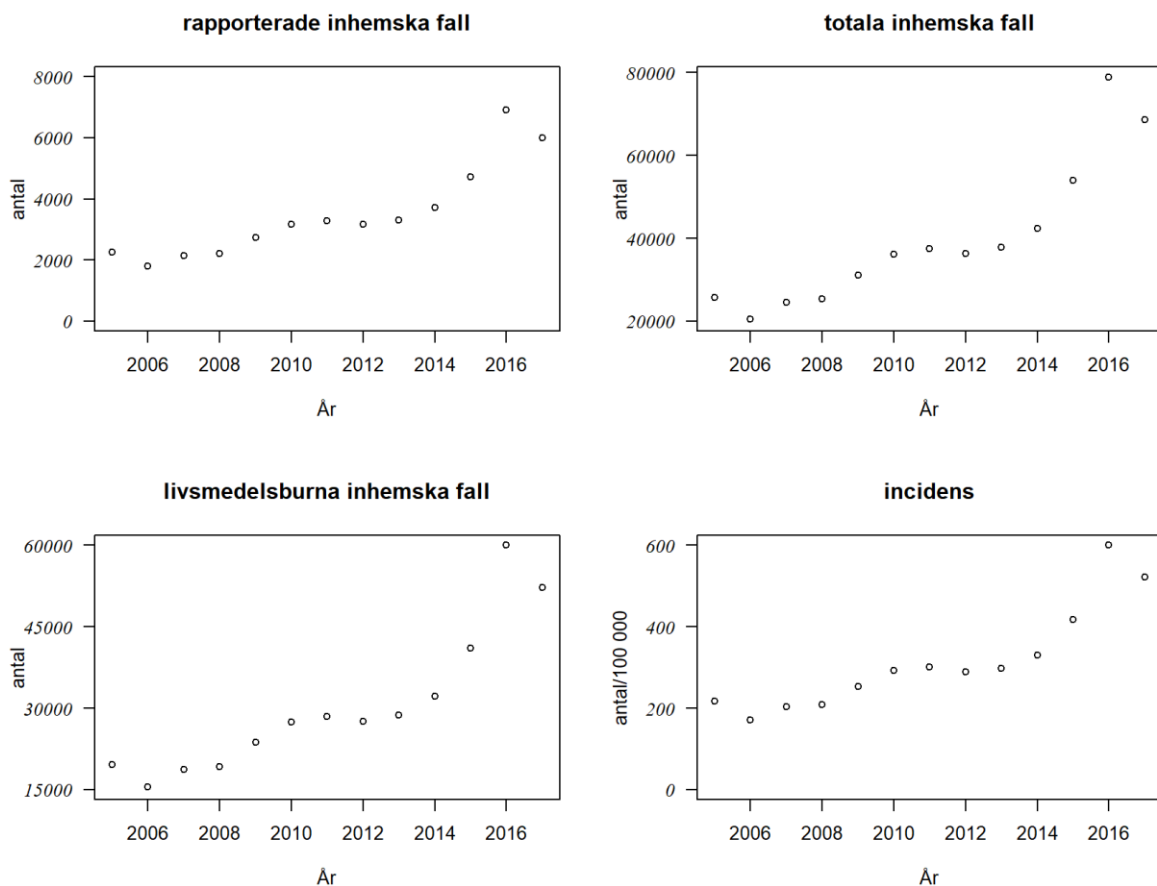 rapporterade inhemska fall
8000
6000
4000
2000
0
antal
2006 2008 2010 2012 2014 2016
År
totala inhemska fall
80000
60000
40000
20000
antal
2006 2008 2010 2012 2014 2016
År
livsmedelsburna inhemska fall
60000
45000
30000
15000
antal
2006 2008 2010 2012 2014 2016
År
incidens
600
400
200
0
antal/100 000
2006 2008 2010 2012 2014 2016
År